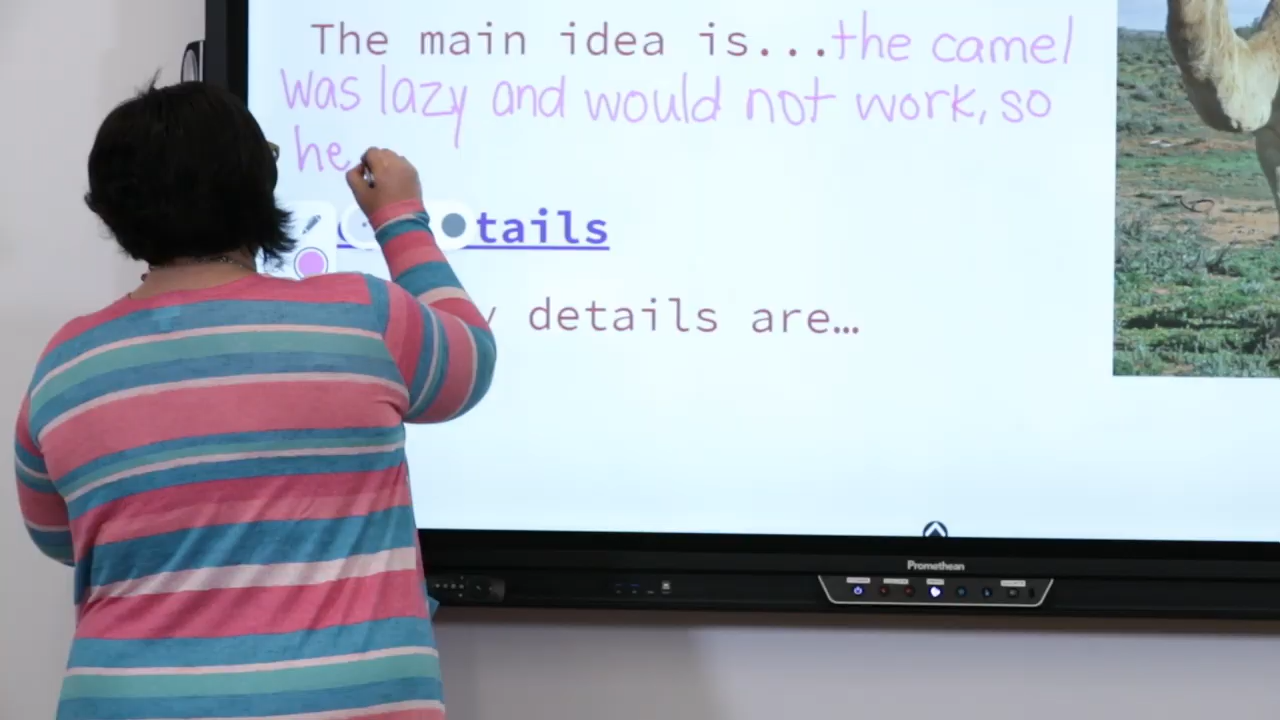 The main idea is...the camel
was lazy and would not work, so
he
tails
details are...
Promethean